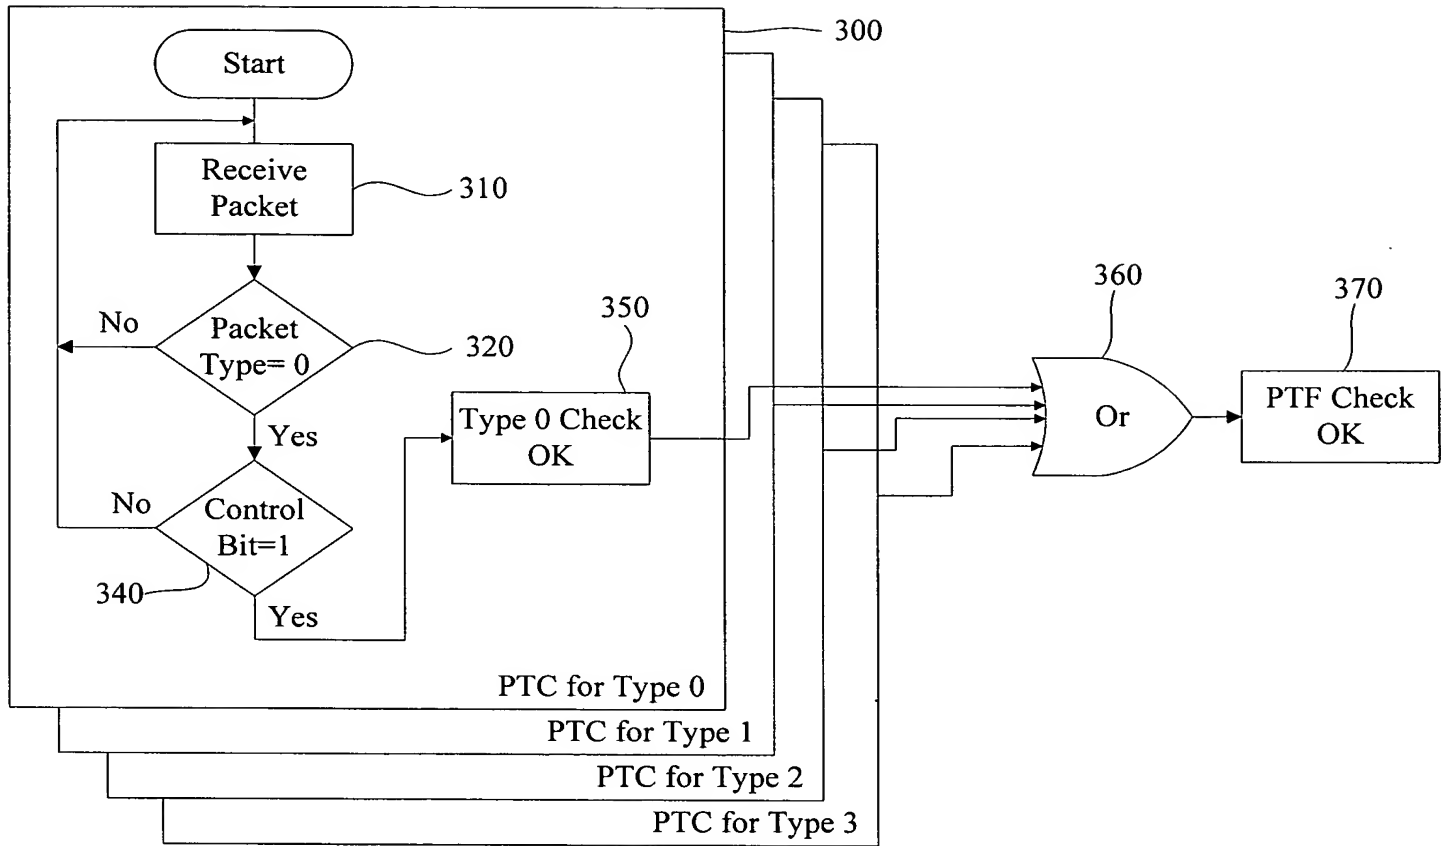 300
Start
Receive
Packet
310
No
Packet
Type= 0
320
Yes
350
Type 0 Check
OK
360
Or
370
PTF Check
OK
No
Control
Bit=1
340
Yes
PTC for Type 0
PTC for Type 1
PTC for Type 2
PTC for Type 3